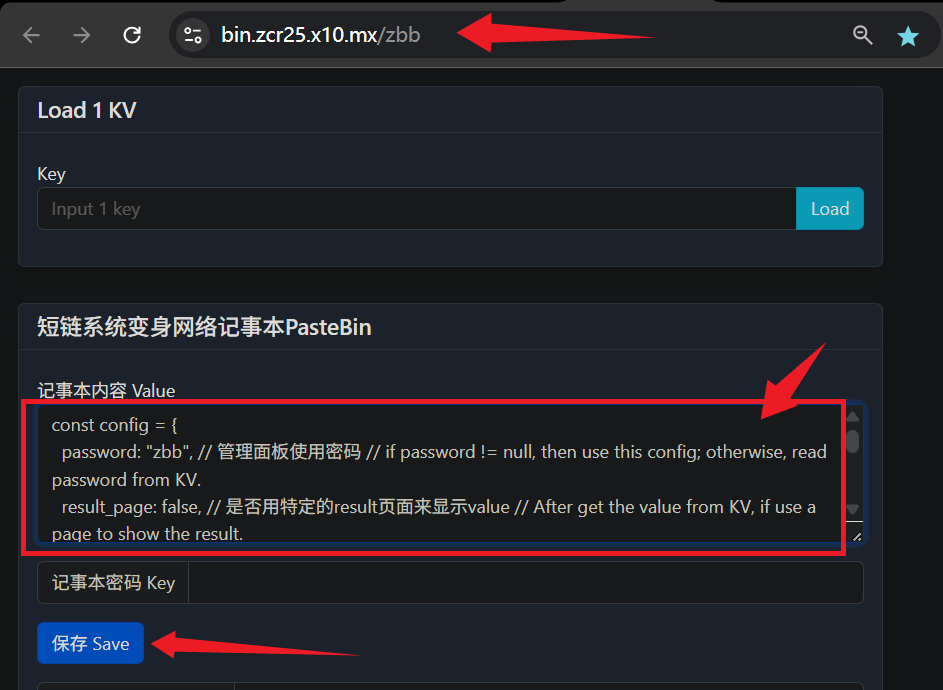 bin.zcr25.x10.mx/zbb
Load 1 KV
Key
Input 1 key
Load
短链系统变身网络记事本PasteBin
记事本内容 Value
const config = {
password: "zbb", // 管理面板使用密码 // if password != null, then use this config; otherwise, read
password from KV.
result_page: false, // 是否用特定的result页面来显示value // After get the value from KV, if use a
page to show the result.
记事本密码 Key
保存 Save